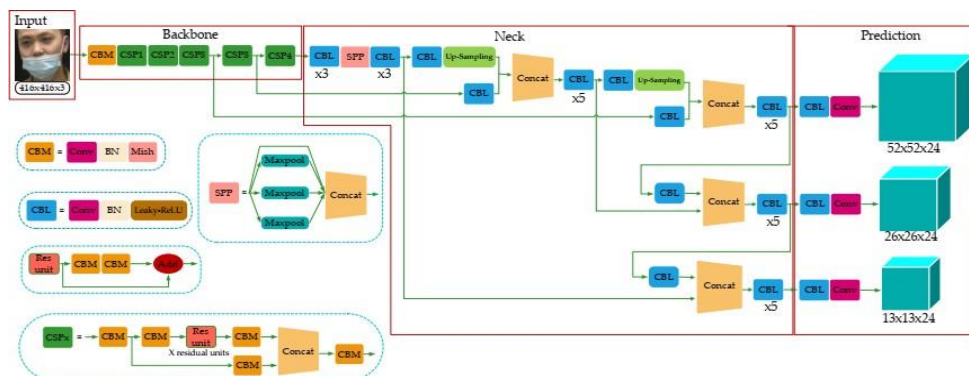 Input
Backbone
Neck
Prediction
416x416x3
CBM CSP1 CSP2 CSP8 CSP8 CSP4
CBL SPP CBL CBL Up-Sampling
x3 x3
CBL
Concat
CBL CBL Up-Sampling
x5
CBL
Concat
CBL CBL Conv
x5
52x52x24
CBM = Conv BN Mish
SPP = Maxpool Maxpool Maxpool Concat
CBL = Conv BN Leaky-ReLU
CBL
Concat
CBL CBL Conv
x5
26x26x24
Res unit CBM CBM Add
CBL
Concat
CBL CBL Conv
x5
13x13x24
CSPx = CBM CBM Res unit CBM
X residual units
CBM
Concat
CBM